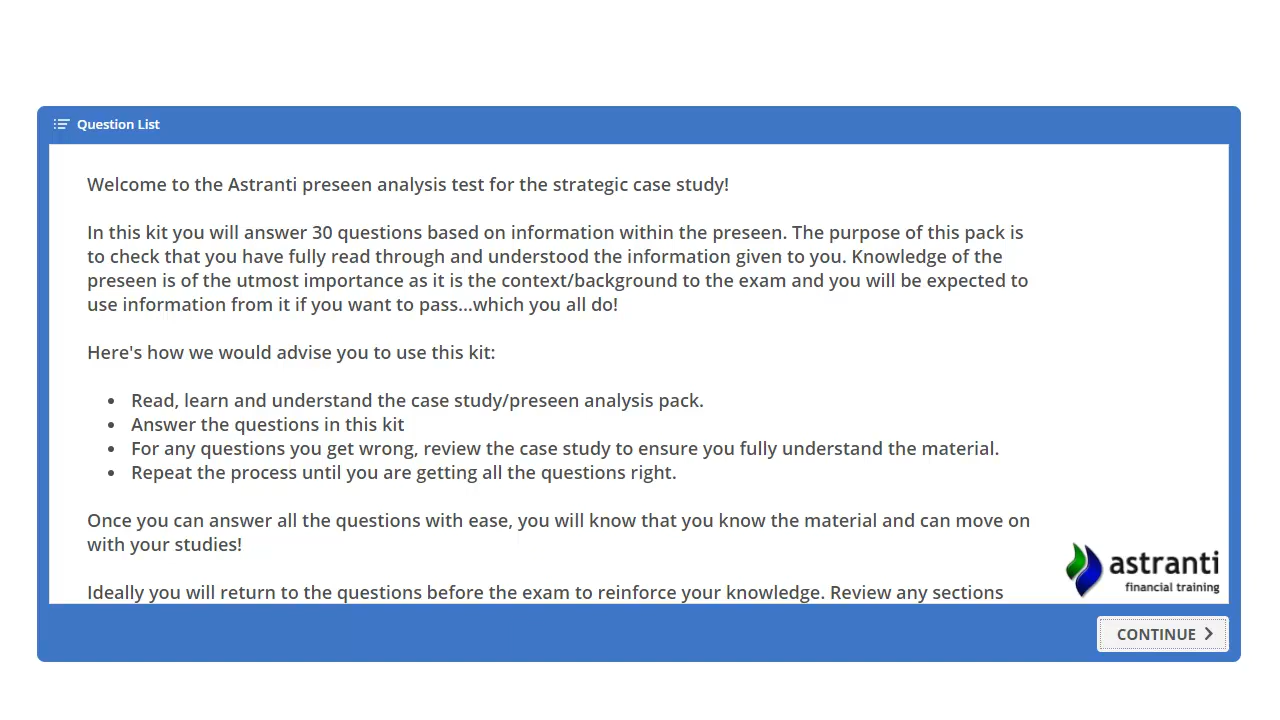 Question List
Welcome to the Astranti preseen analysis test for the strategic case study!
In this kit you will answer 30 questions based on information within the preseen. The purpose of this pack is
to check that you have fully read through and understood the information given to you. Knowledge of the
preseen is of the utmost importance as it is the context/background to the exam and you will be expected to
use information from it if you want to pass...which you all do!
Here's how we would advise you to use this kit:
• Read, learn and understand the case study/preseen analysis pack.
• Answer the questions in this kit
• For any questions you get wrong, review the case study to ensure you fully understand the material.
• Repeat the process until you are getting all the questions right.
Once you can answer all the questions with ease, you will know that you know the material and can move on
with your studies!
Ideally you will return to the questions before the exam to reinforce your knowledge. Review any sections
astranti
financial training
CONTINUE